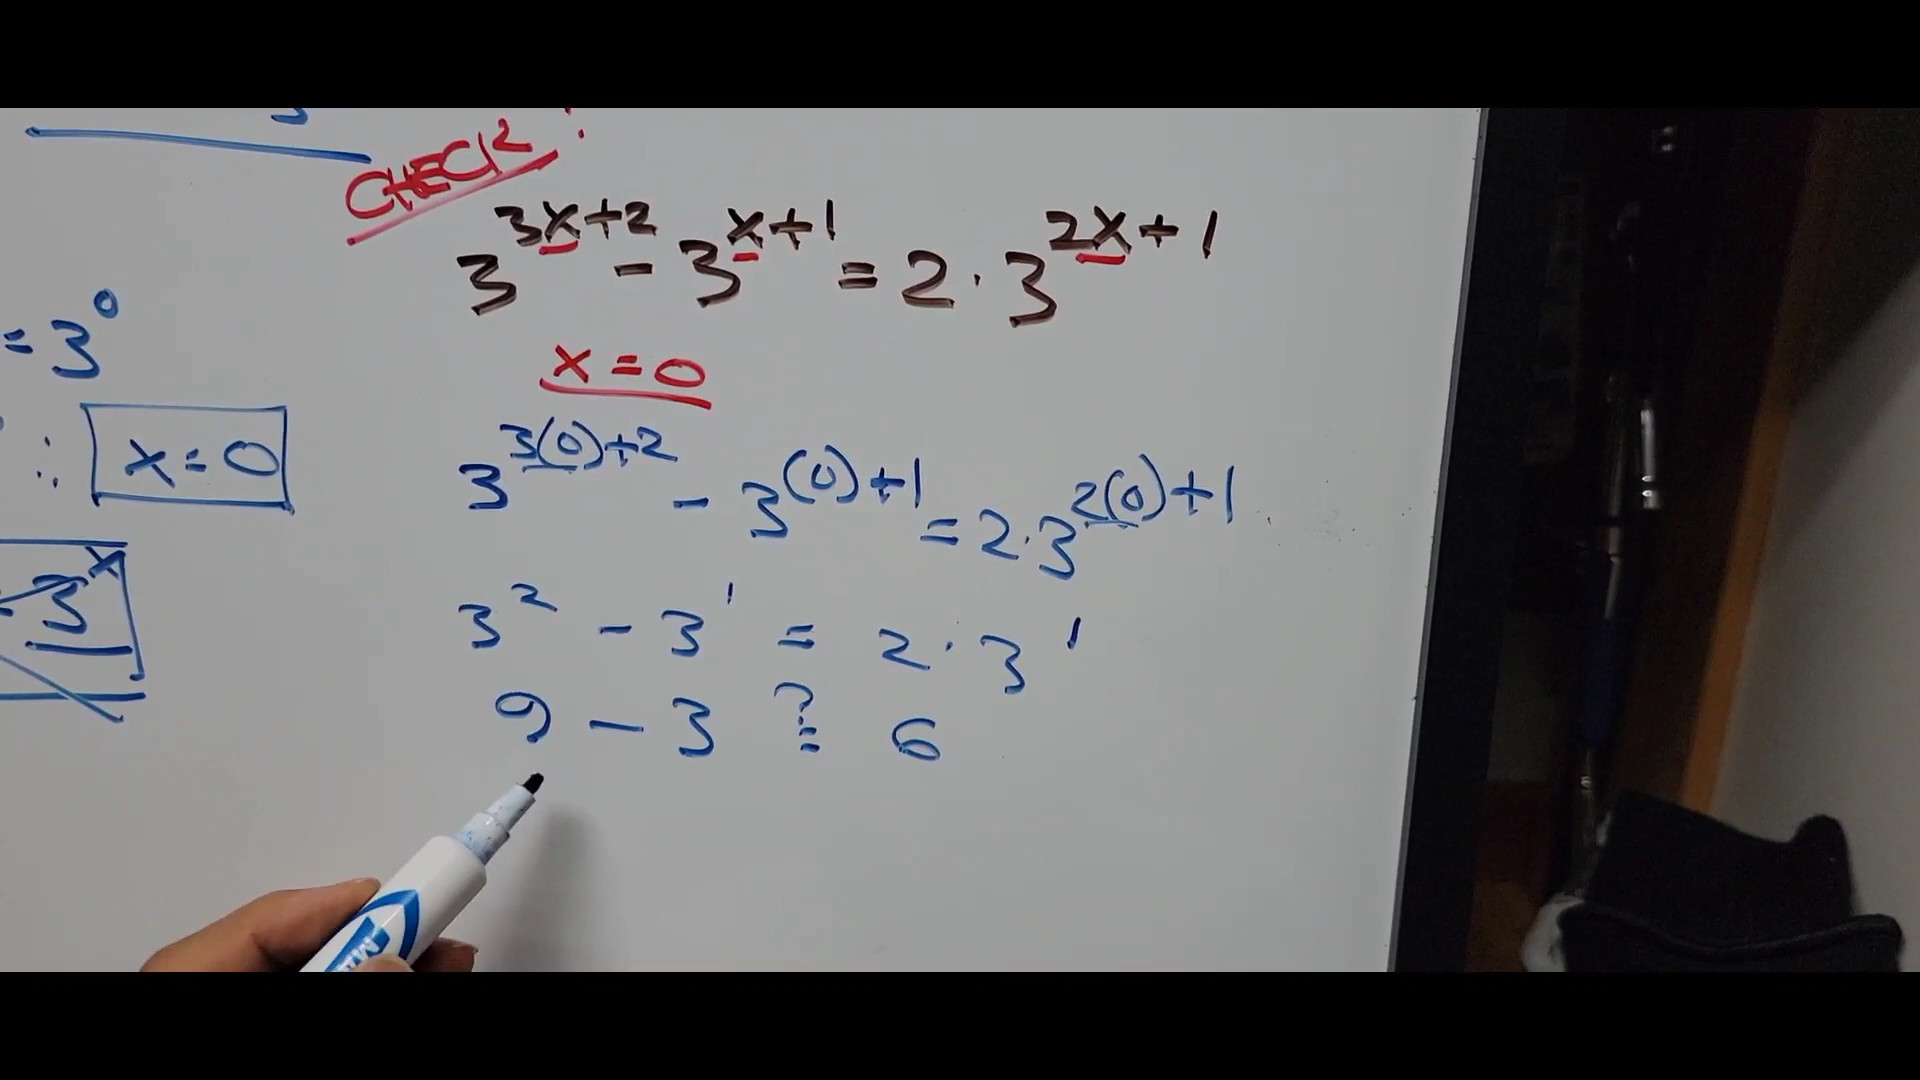 CHECK!
3^{3x+2} - 3^{x+1} = 2 · 3^{2x+1}
= 3^0
x = 0
∴ x = 0
3^{3(0)+2} - 3^{(0)+1} = 2 · 3^{2(0)+1}
3^x
3^2 - 3^1 = 2 · 3^1
9 - 3 ≟ 6